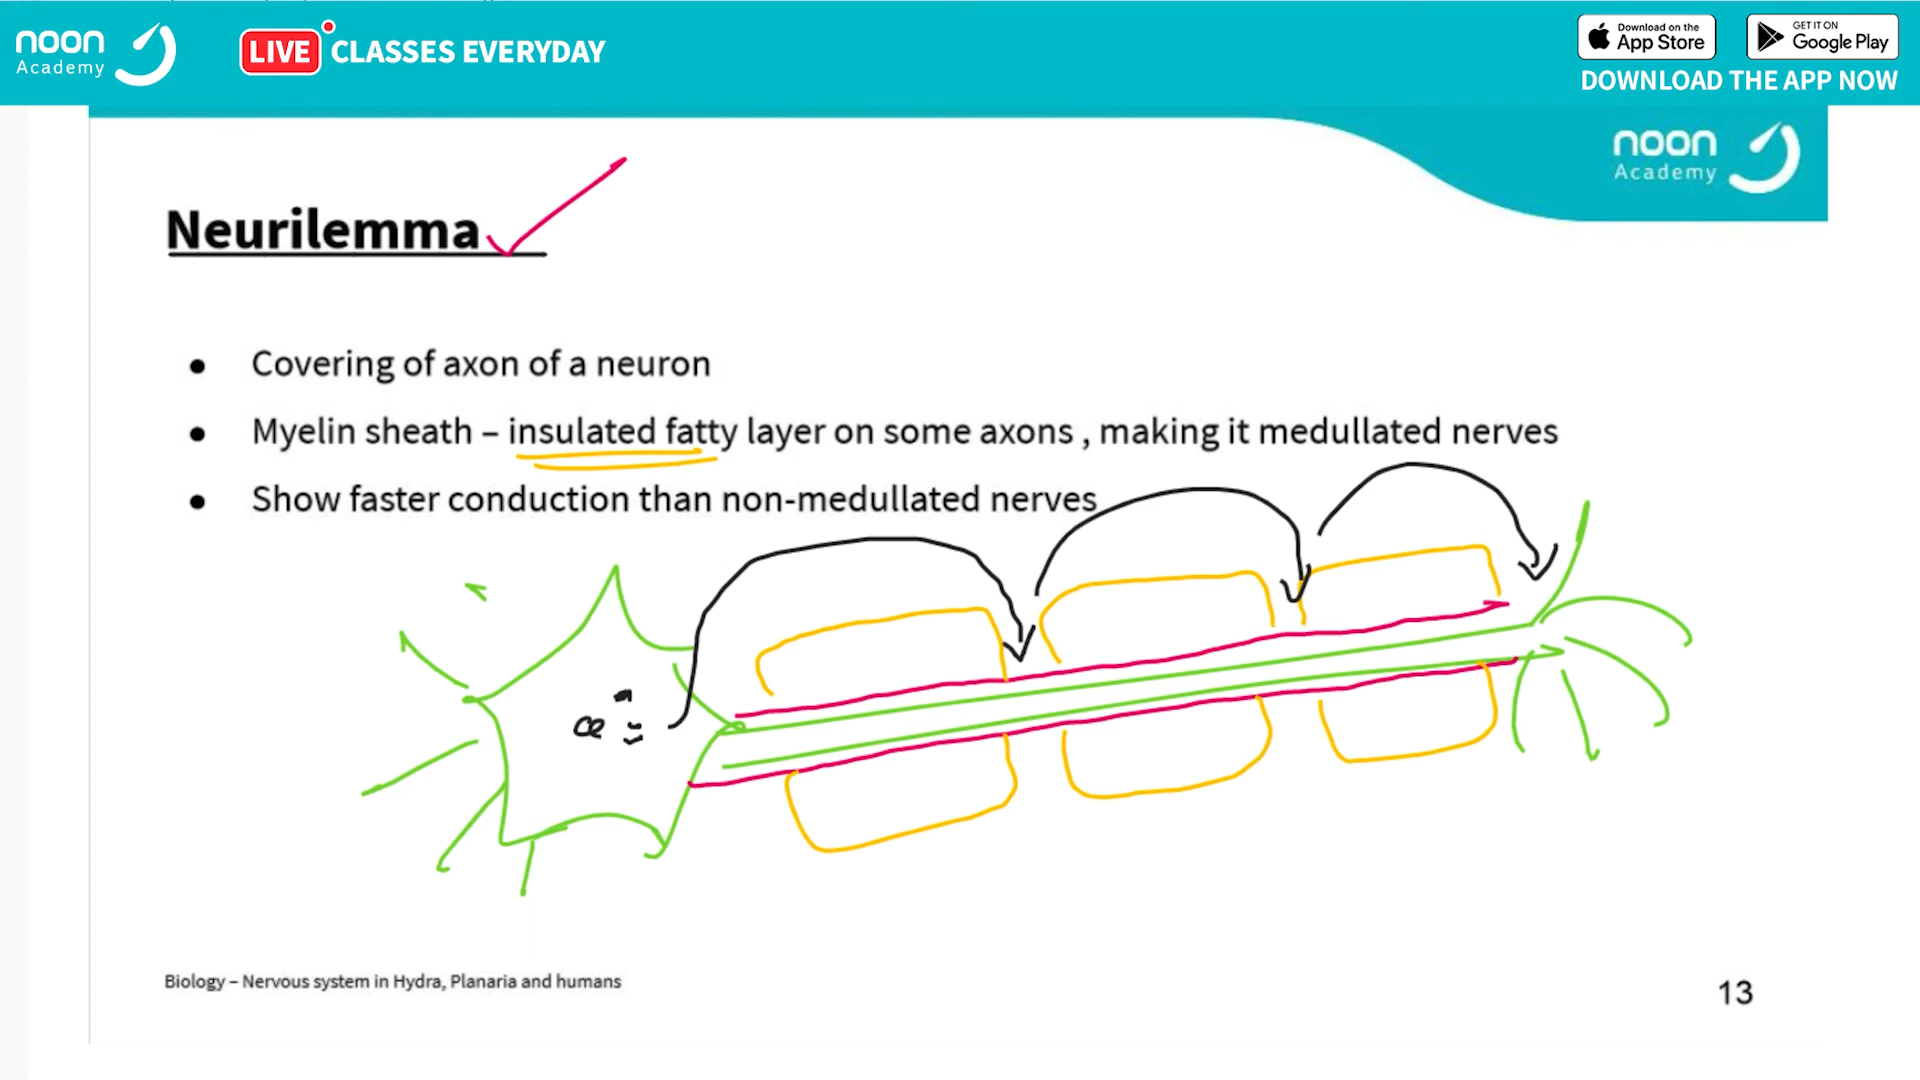 noon
Academy
LIVE CLASSES EVERYDAY
Download on the
App Store
GET IT ON
Google Play
DOWNLOAD THE APP NOW
noon
Academy
Neurilemma
● Covering of axon of a neuron
● Myelin sheath – insulated fatty layer on some axons , making it medullated nerves
● Show faster conduction than non-medullated nerves
Biology – Nervous system in Hydra, Planaria and humans
13